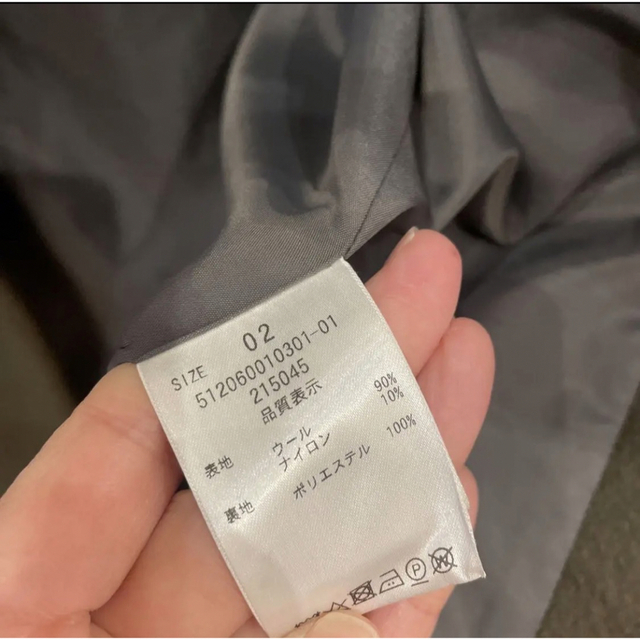 SIZE 02
512060010301-01
215045
品質表示
表地 ウール 90%
ナイロン 10%
裏地 ポリエステル 100%
P W